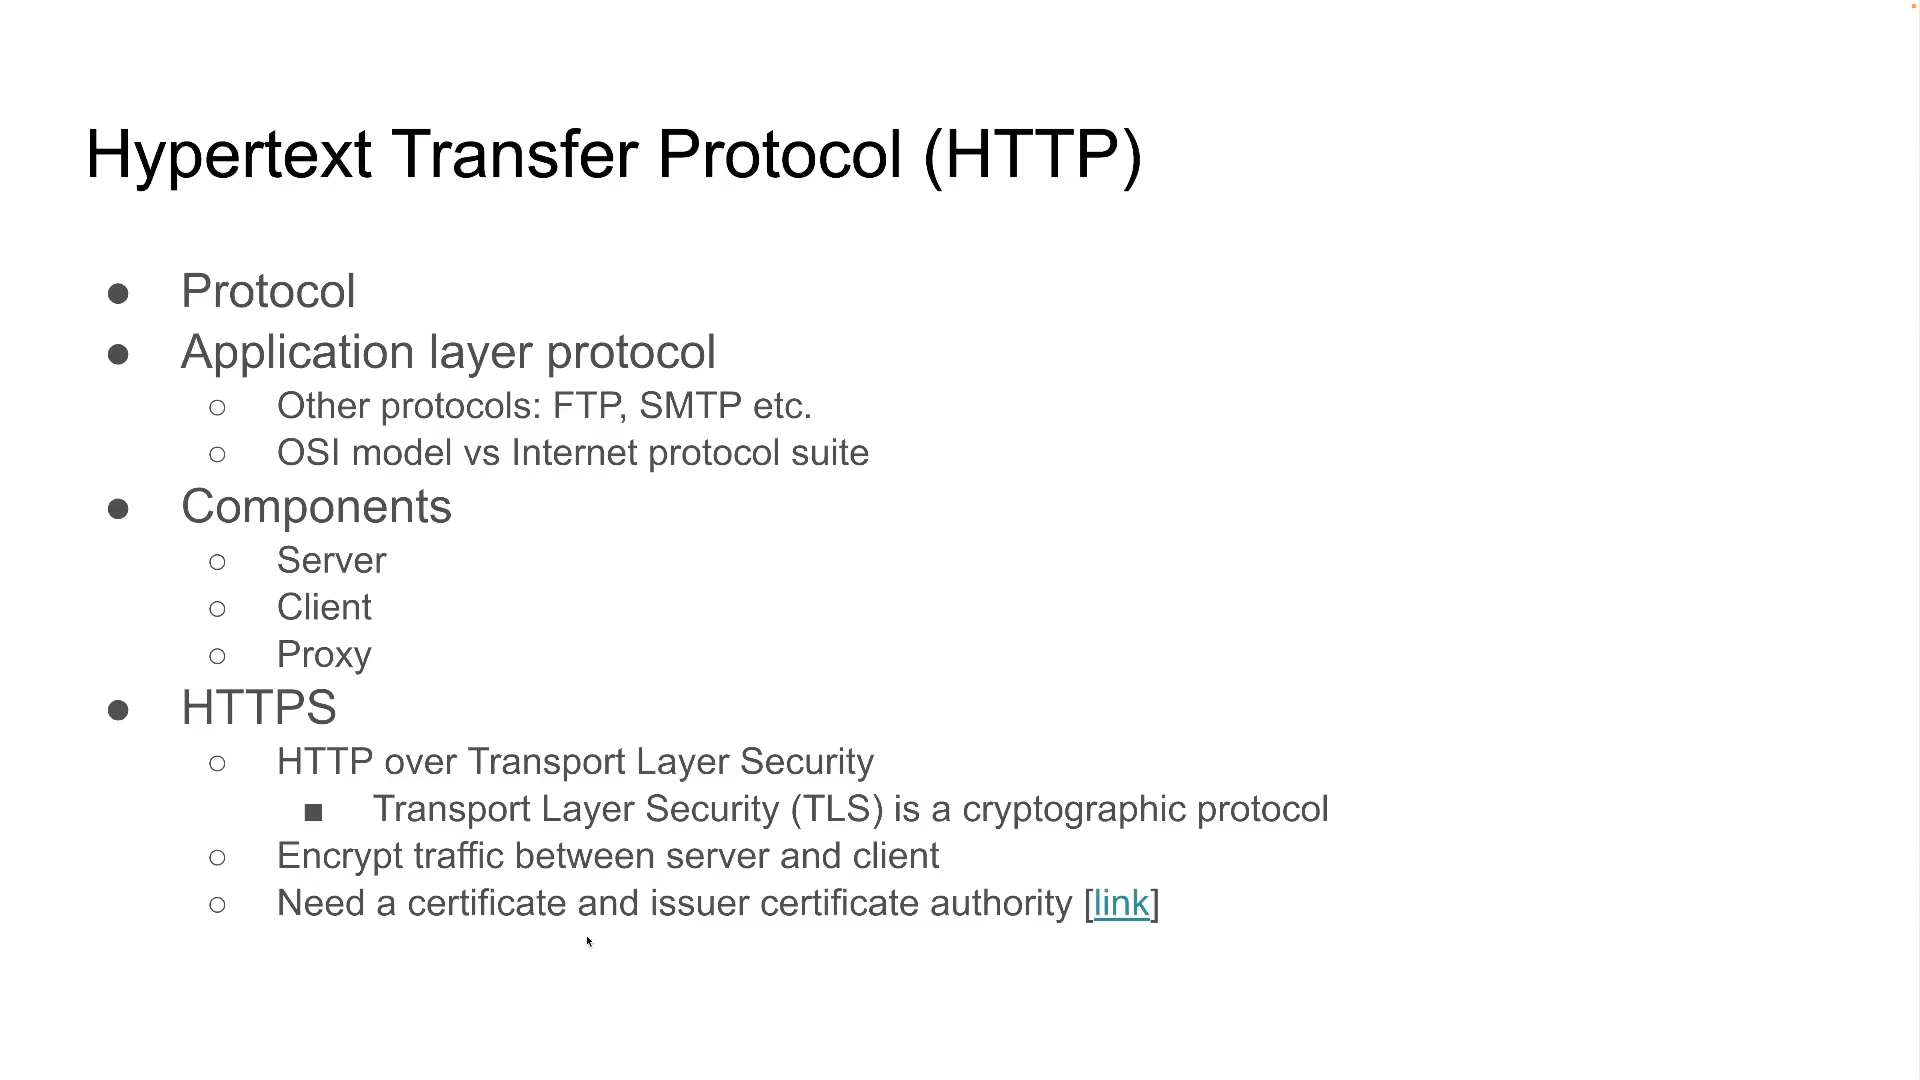 Hypertext Transfer Protocol (HTTP)
● Protocol
● Application layer protocol
○ Other protocols: FTP, SMTP etc.
○ OSI model vs Internet protocol suite
● Components
○ Server
○ Client
○ Proxy
● HTTPS
○ HTTP over Transport Layer Security
■ Transport Layer Security (TLS) is a cryptographic protocol
○ Encrypt traffic between server and client
○ Need a certificate and issuer certificate authority [link]